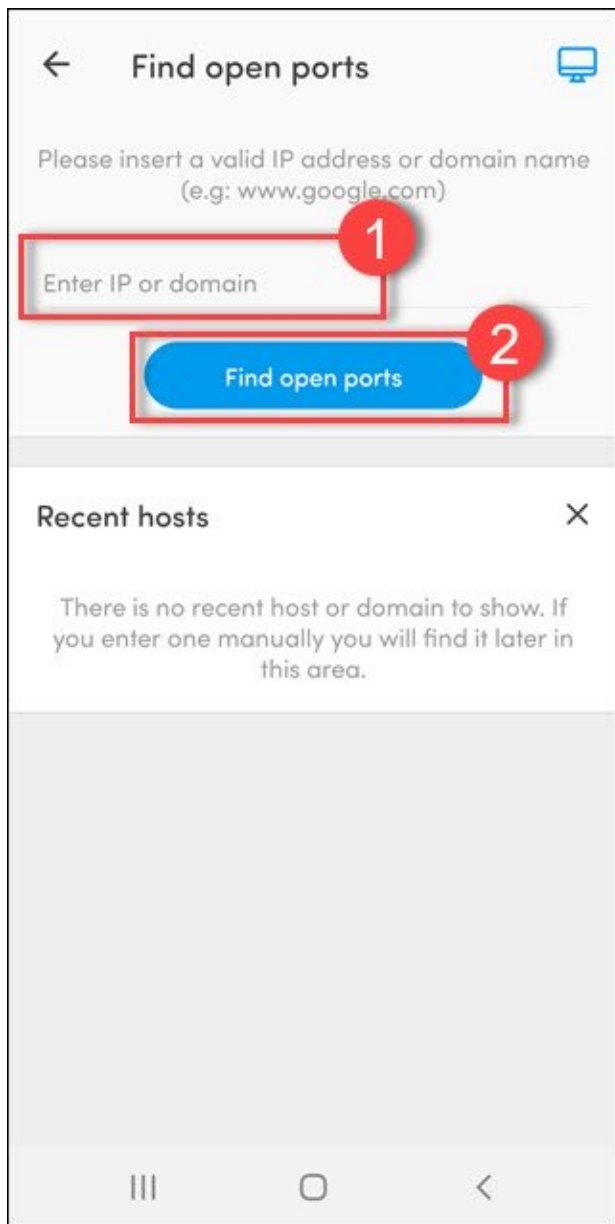 Find open ports
Please insert a valid IP address or domain name
(e.g: www.google.com)
1
Enter IP or domain
2
Find open ports
Recent hosts
There is no recent host or domain to show. If
you enter one manually you will find it later in
this area.